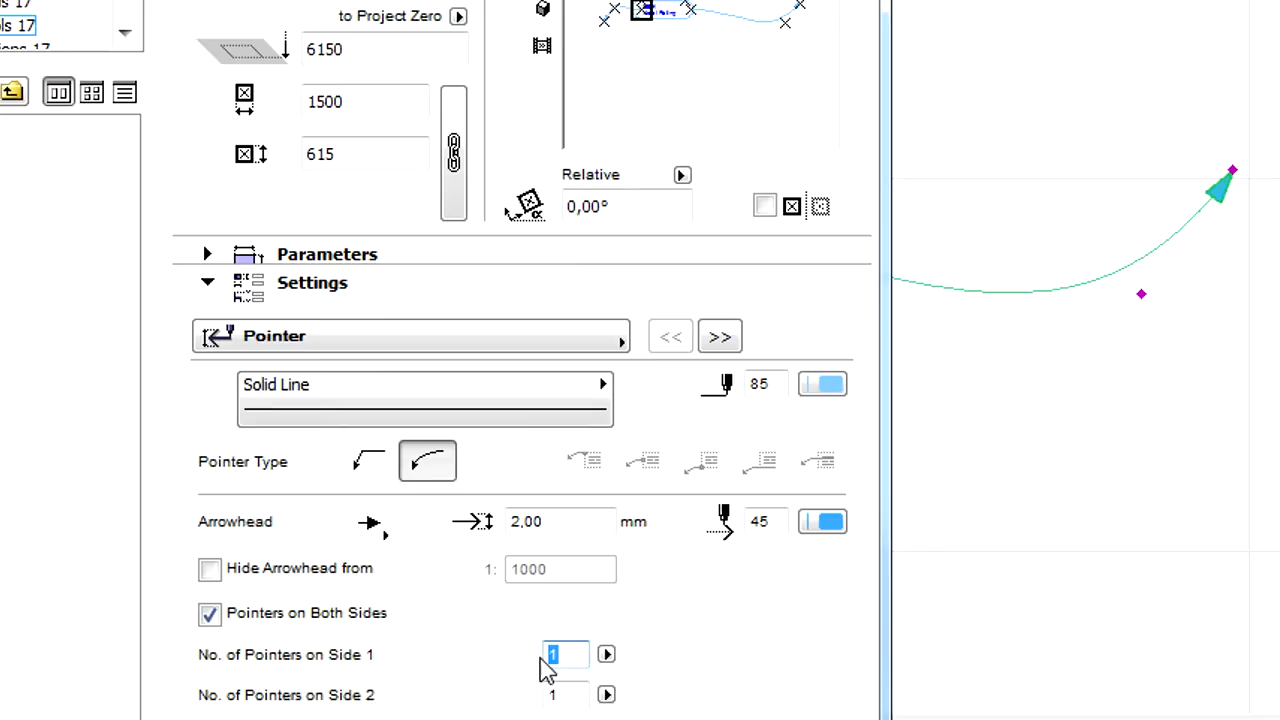 ls 17
to Project Zero
6150
1500
615
Relative
0,00°
Parameters
Settings
Pointer
<< >>
Solid Line
85
Pointer Type
Arrowhead
2,00 mm
45
Hide Arrowhead from
1: 1000
Pointers on Both Sides
No. of Pointers on Side 1
1
No. of Pointers on Side 2
1